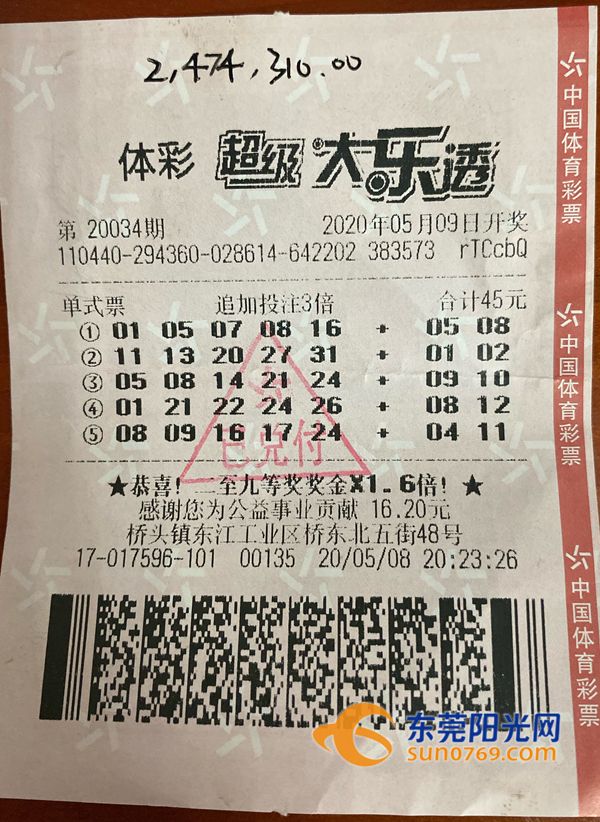 2,474,310.00
体彩 超级大乐透
第 20034期 2020年05月09日开奖
110440-294360-028614-642202 383573 rTCcbQ
单式票 追加投注3倍 合计45元
① 01 05 07 08 16 + 05 08
② 11 13 20 27 31 + 01 02
③ 05 08 14 21 24 + 09 10
④ 01 21 22 24 26 + 08 12
⑤ 08 09 16 17 24 + 04 11
已兑付
★恭喜！二至九等奖奖金X1.6倍！★
感谢您为公益事业贡献 16.20元
桥头镇东江工业区桥东北五街48号
17-017596-101 00135 20/05/08 20:23:26
中国体育彩票
中国体育彩票
中国体育彩票
东莞阳光网
sun0769.com